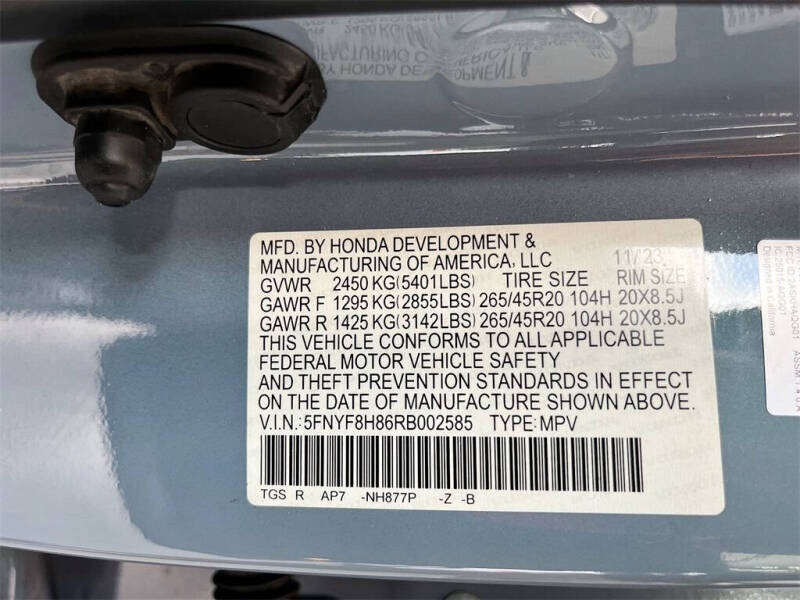 MFD. BY HONDA DEVELOPMENT &
MANUFACTURING OF AMERICA, LLC 11/23
GVWR 2450 KG(5401LBS) TIRE SIZE RIM SIZE
GAWR F 1295 KG(2855LBS) 265/45R20 104H 20X8.5J
GAWR R 1425 KG(3142LBS) 265/45R20 104H 20X8.5J
THIS VEHICLE CONFORMS TO ALL APPLICABLE
FEDERAL MOTOR VEHICLE SAFETY
AND THEFT PREVENTION STANDARDS IN EFFECT
ON THE DATE OF MANUFACTURE SHOWN ABOVE.
V.I.N.:5FNYF8H86RB002585 TYPE:MPV
TGS R AP7 -NH877P -Z -B